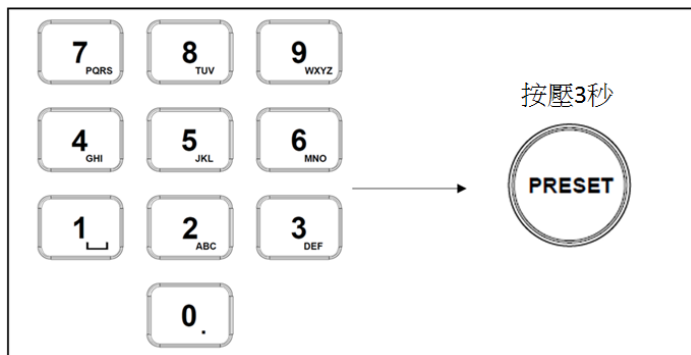 7 PQRS 8 TUV 9 WXYZ
按壓3秒
4 GHI 5 JKL 6 MNO
PRESET
1 2 ABC 3 DEF
0 .